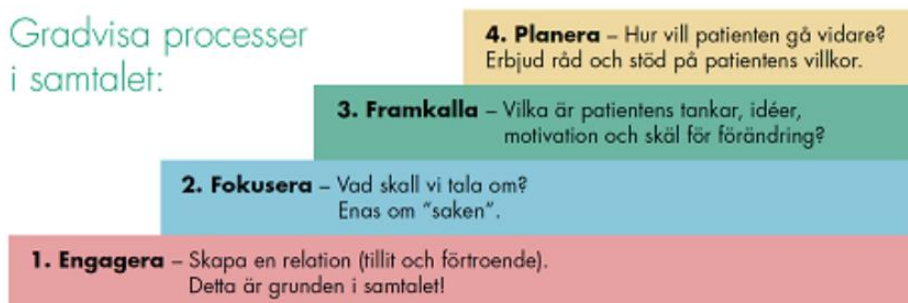 Gradvisa processer
i samtalet:
4. Planera – Hur vill patienten gå vidare?
Erbjud råd och stöd på patientens villkor.
3. Framkalla – Vilka är patientens tankar, idéer,
motivation och skäl för förändring?
2. Fokusera – Vad skall vi tala om?
Enas om ”saken”.
1. Engagera – Skapa en relation (tillit och förtroende).
Detta är grunden i samtalet!